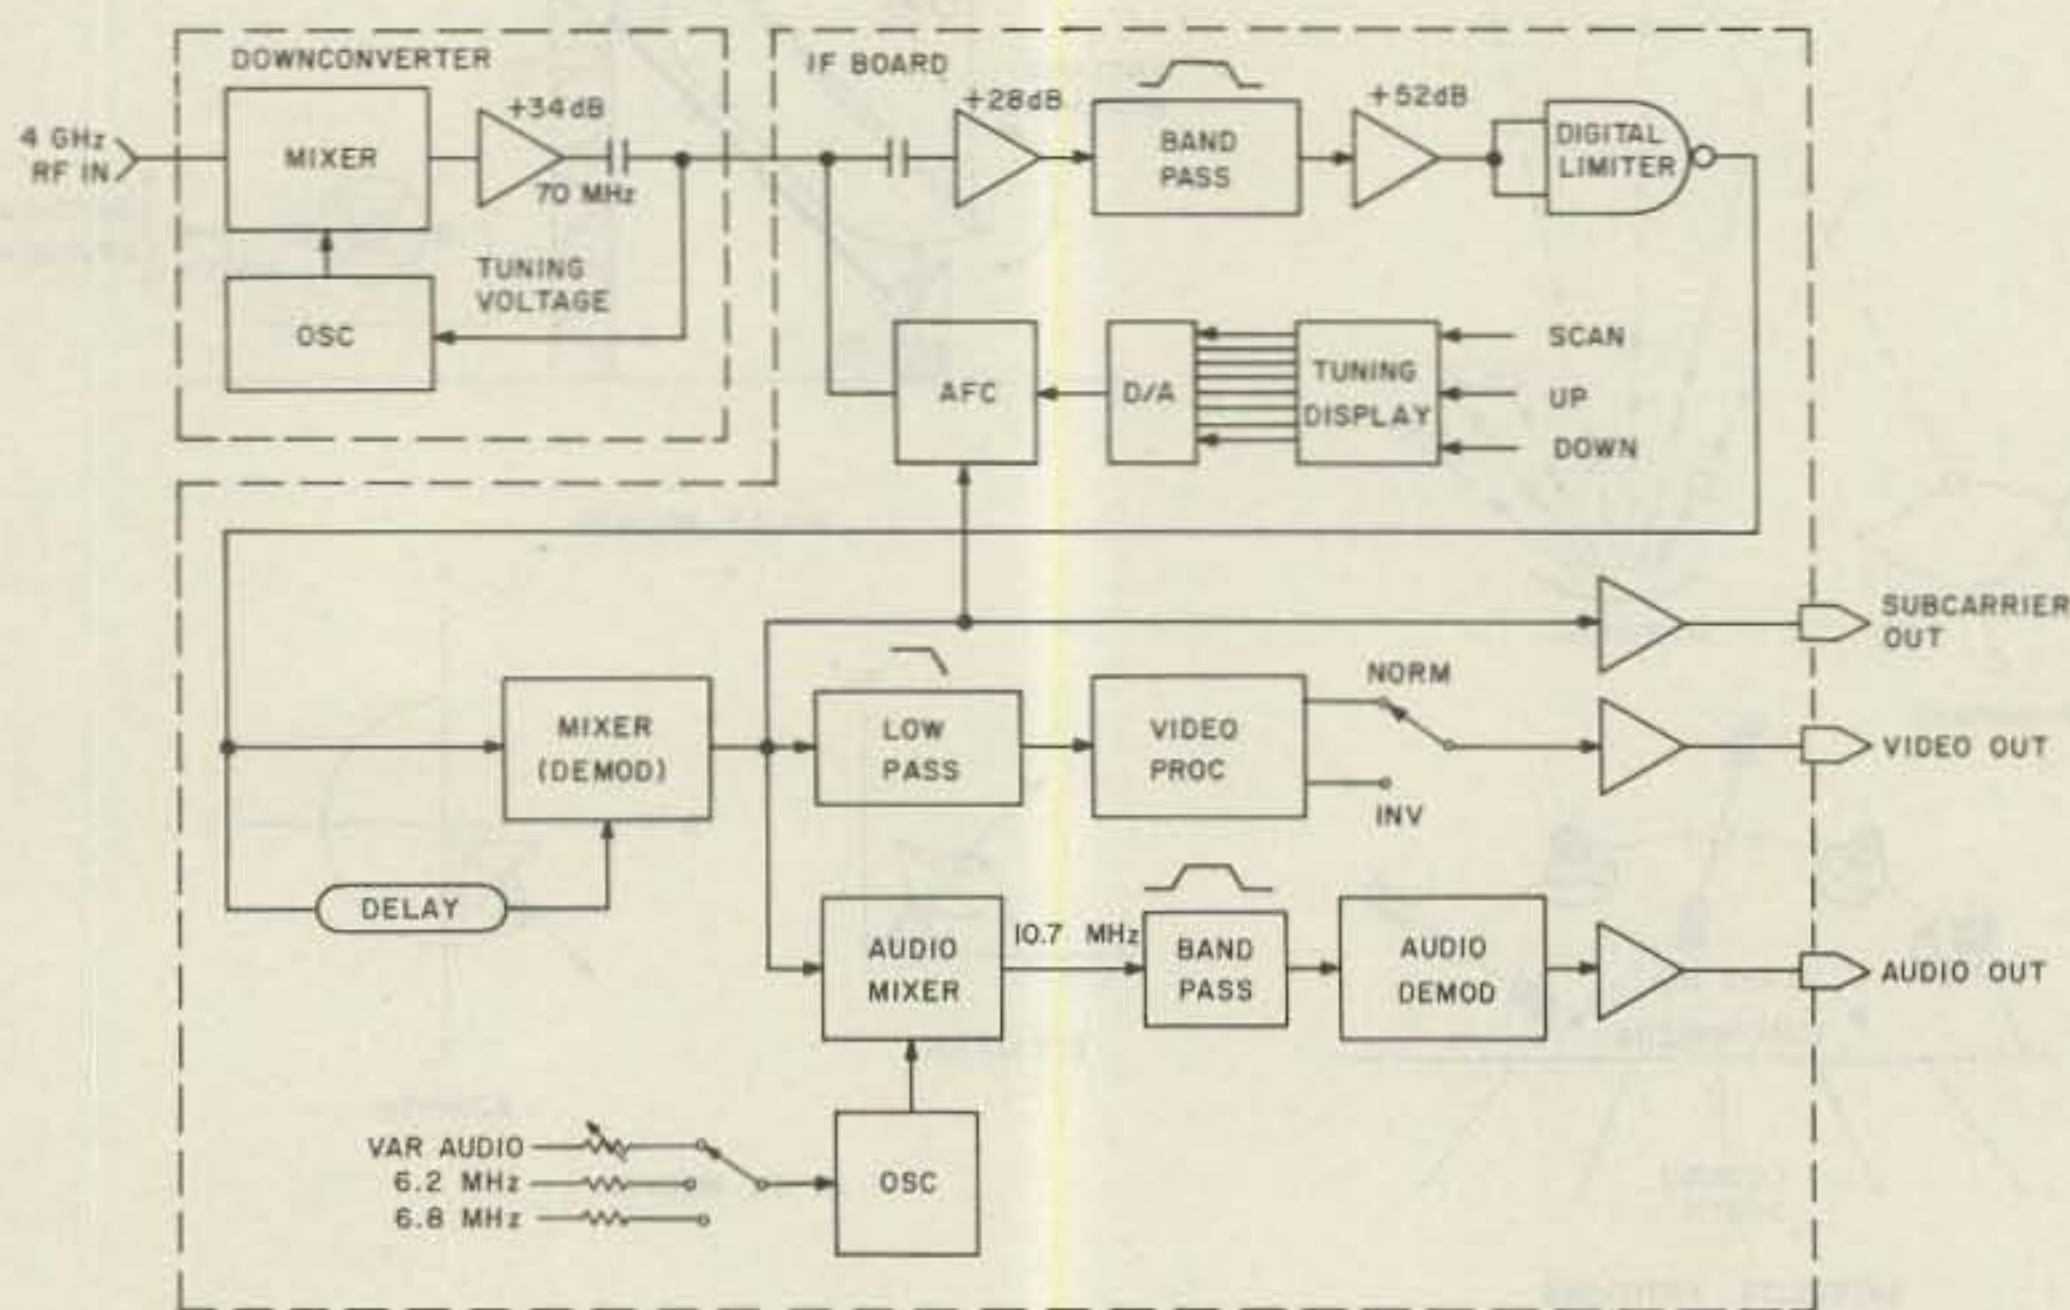 DOWNCONVERTER
IF BOARD
4 GHz
RF IN
MIXER
+34dB
70 MHz
+28dB
BAND
PASS
+52dB
DIGITAL
LIMITER
TUNING
VOLTAGE
OSC
AFC
D/A
TUNING
DISPLAY
SCAN
UP
DOWN
SUBCARRIER
OUT
MIXER
(DEMOD)
LOW
PASS
VIDEO
PROC
NORM
INV
VIDEO OUT
DELAY
AUDIO
MIXER
10.7 MHz
BAND
PASS
AUDIO
DEMOD
AUDIO OUT
VAR AUDIO
6.2 MHz
6.8 MHz
OSC